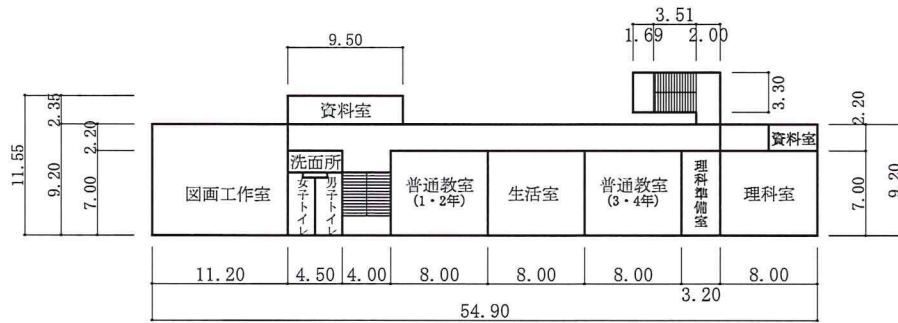 3.51
1.69 2.00
9.50
3.30
2.35
2.20
11.55
9.20
2.20
7.00
資料室
資料室
洗面所
図画工作室
女子トイレ
男子トイレ
普通教室
(1・2年)
生活室
普通教室
(3・4年)
理科準備室
理科室
7.00
9.20
11.20 4.50 4.00 8.00 8.00 8.00 3.20 8.00
54.90